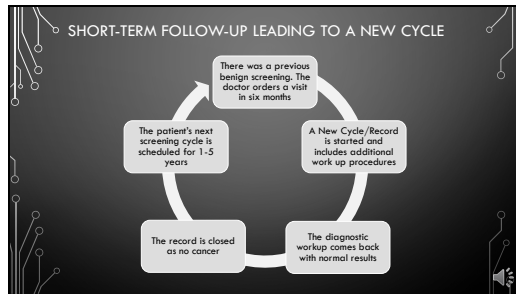 SHORT-TERM FOLLOW-UP LEADING TO A NEW CYCLE
There was a previous
benign screening. The
doctor orders a visit
in six months
A New Cycle/Record
is started and
includes additional
work up procedures
The diagnostic
workup comes back
with normal results
The record is closed
as no cancer
The patient's next
screening cycle is
scheduled for 1-5
years